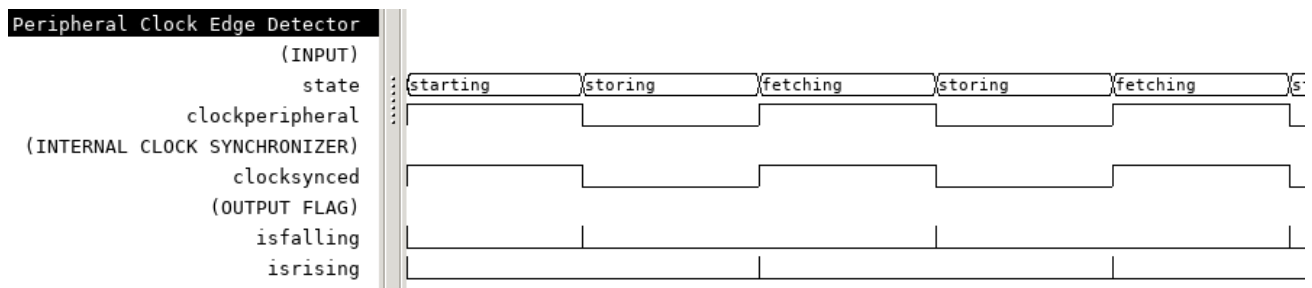 Peripheral Clock Edge Detector
(INPUT)
state starting storing fetching storing fetching st
clockperipheral
(INTERNAL CLOCK SYNCHRONIZER)
clocksynced
(OUTPUT FLAG)
isfalling
isrising